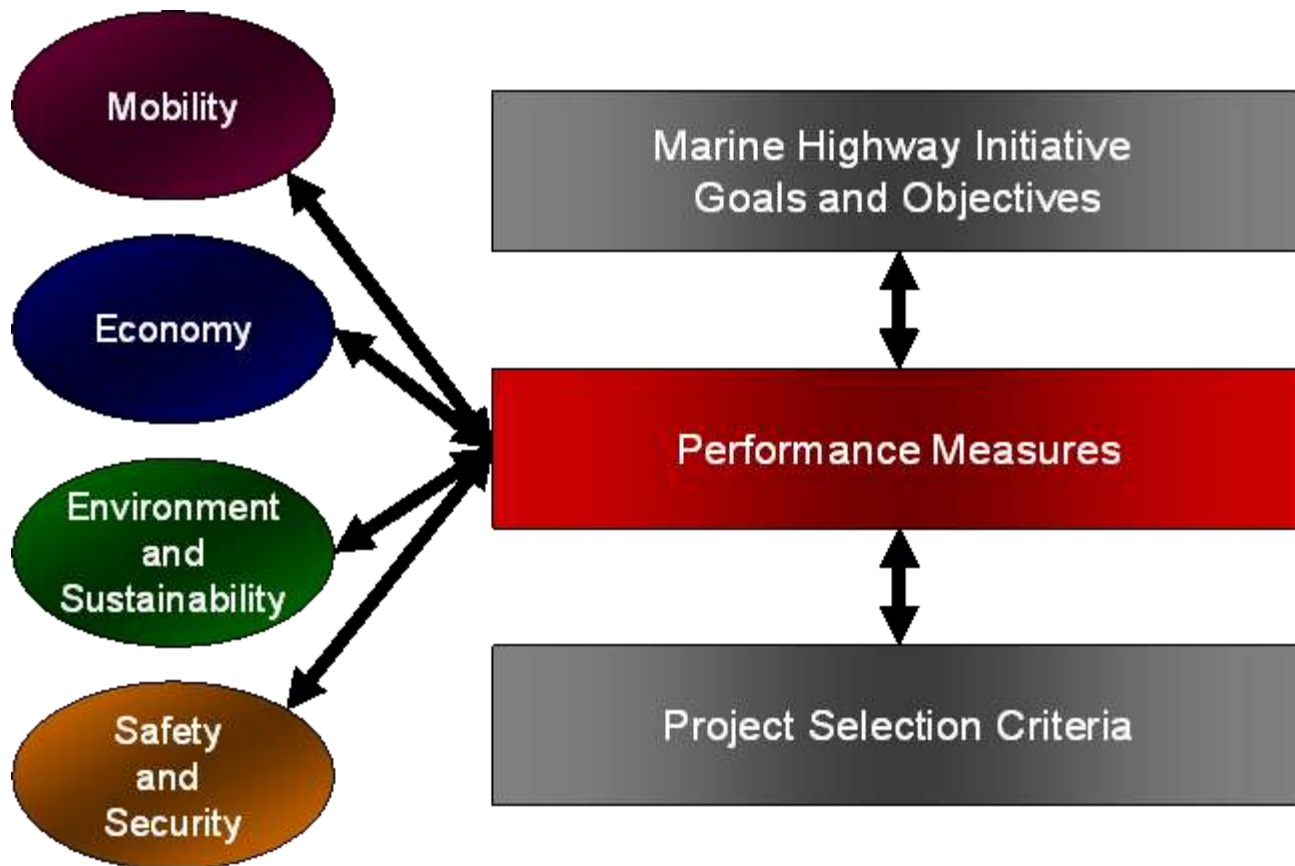 Mobility
Economy
Environment
and
Sustainability
Safety
and
Security
Marine Highway Initiative
Goals and Objectives
Performance Measures
Project Selection Criteria